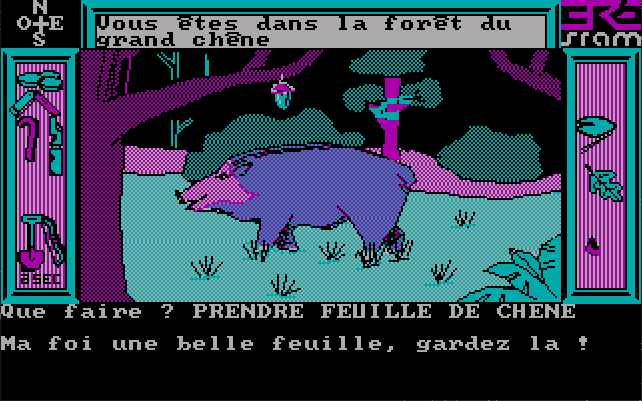 N
O E
S
Vous êtes dans la forêt du
grand chêne
ERE
sram
Que faire ? PRENDRE FEUILLE DE CHENE
Ma foi une belle feuille, gardez la !